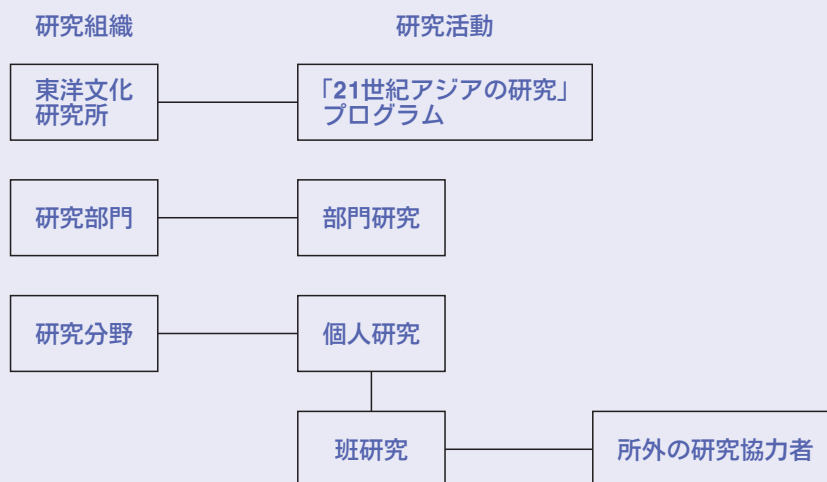 研究組織
研究活動
東洋文化
研究所
「21世紀アジアの研究」
プログラム
研究部門
部門研究
研究分野
個人研究
班研究
所外の研究協力者